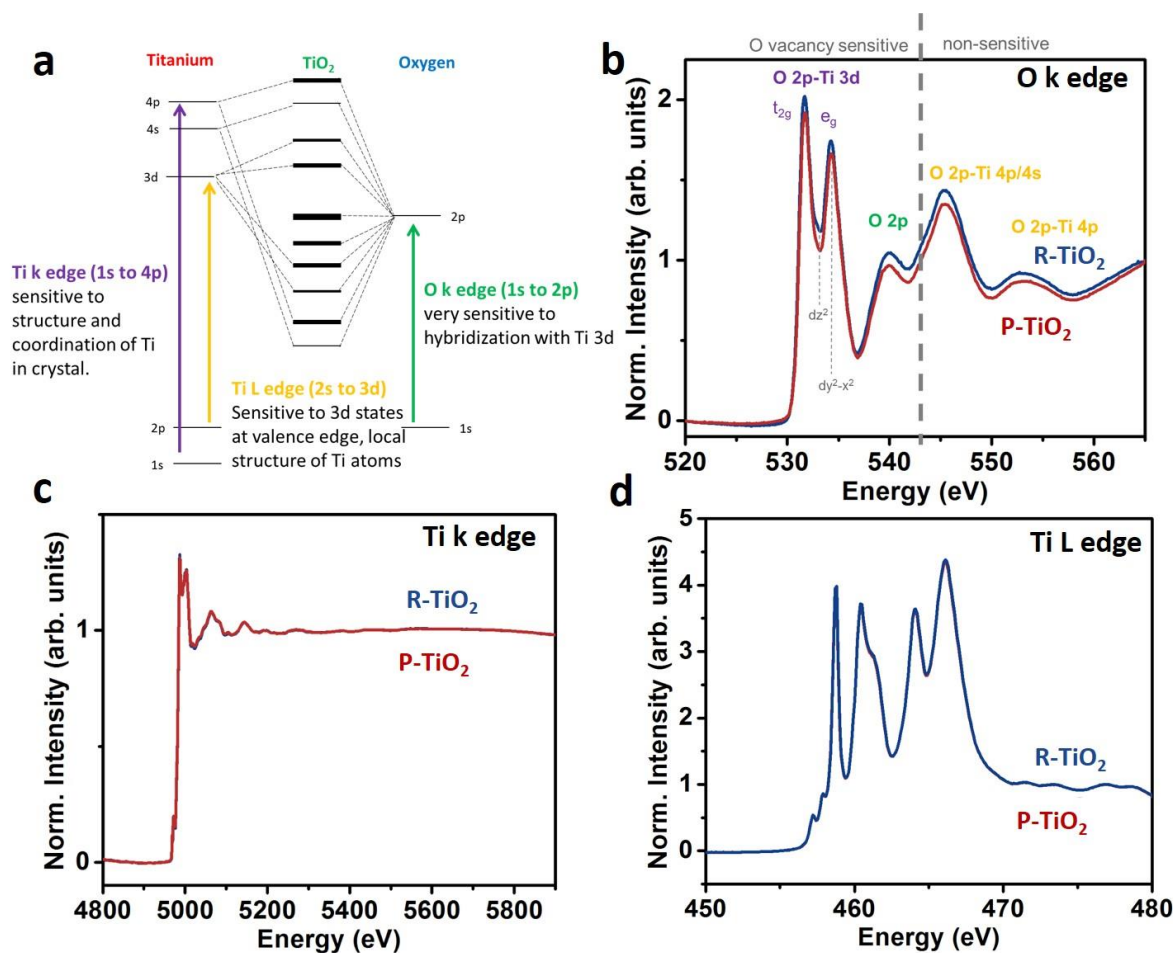 a
Titanium
TiO2
Oxygen
4p
4s
3d
2p
Ti k edge (1s to 4p)
sensitive to
structure and
coordination of Ti
in crystal.
O k edge (1s to 2p)
very sensitive to
hybridization with Ti 3d
Ti L edge (2s to 3d)
Sensitive to 3d states
at valence edge, local
structure of Ti atoms
2p
1s
1s
b
O vacancy sensitive
non-sensitive
O 2p-Ti 3d
O k edge
t2g
eg
O 2p-Ti 4p/4s
O 2p
O 2p-Ti 4p
R-TiO2
P-TiO2
dz2
dy2-x2
Norm. Intensity (arb. units)
2
1
0
520 530 540 550 560
Energy (eV)
c
Ti k edge
R-TiO2
P-TiO2
Norm. Intensity (arb. units)
1
0
4800 5000 5200 5400 5600 5800
Energy (eV)
d
Ti L edge
R-TiO2
P-TiO2
Norm. Intensity (arb. units)
5
4
3
2
1
0
450 460 470 480
Energy (eV)